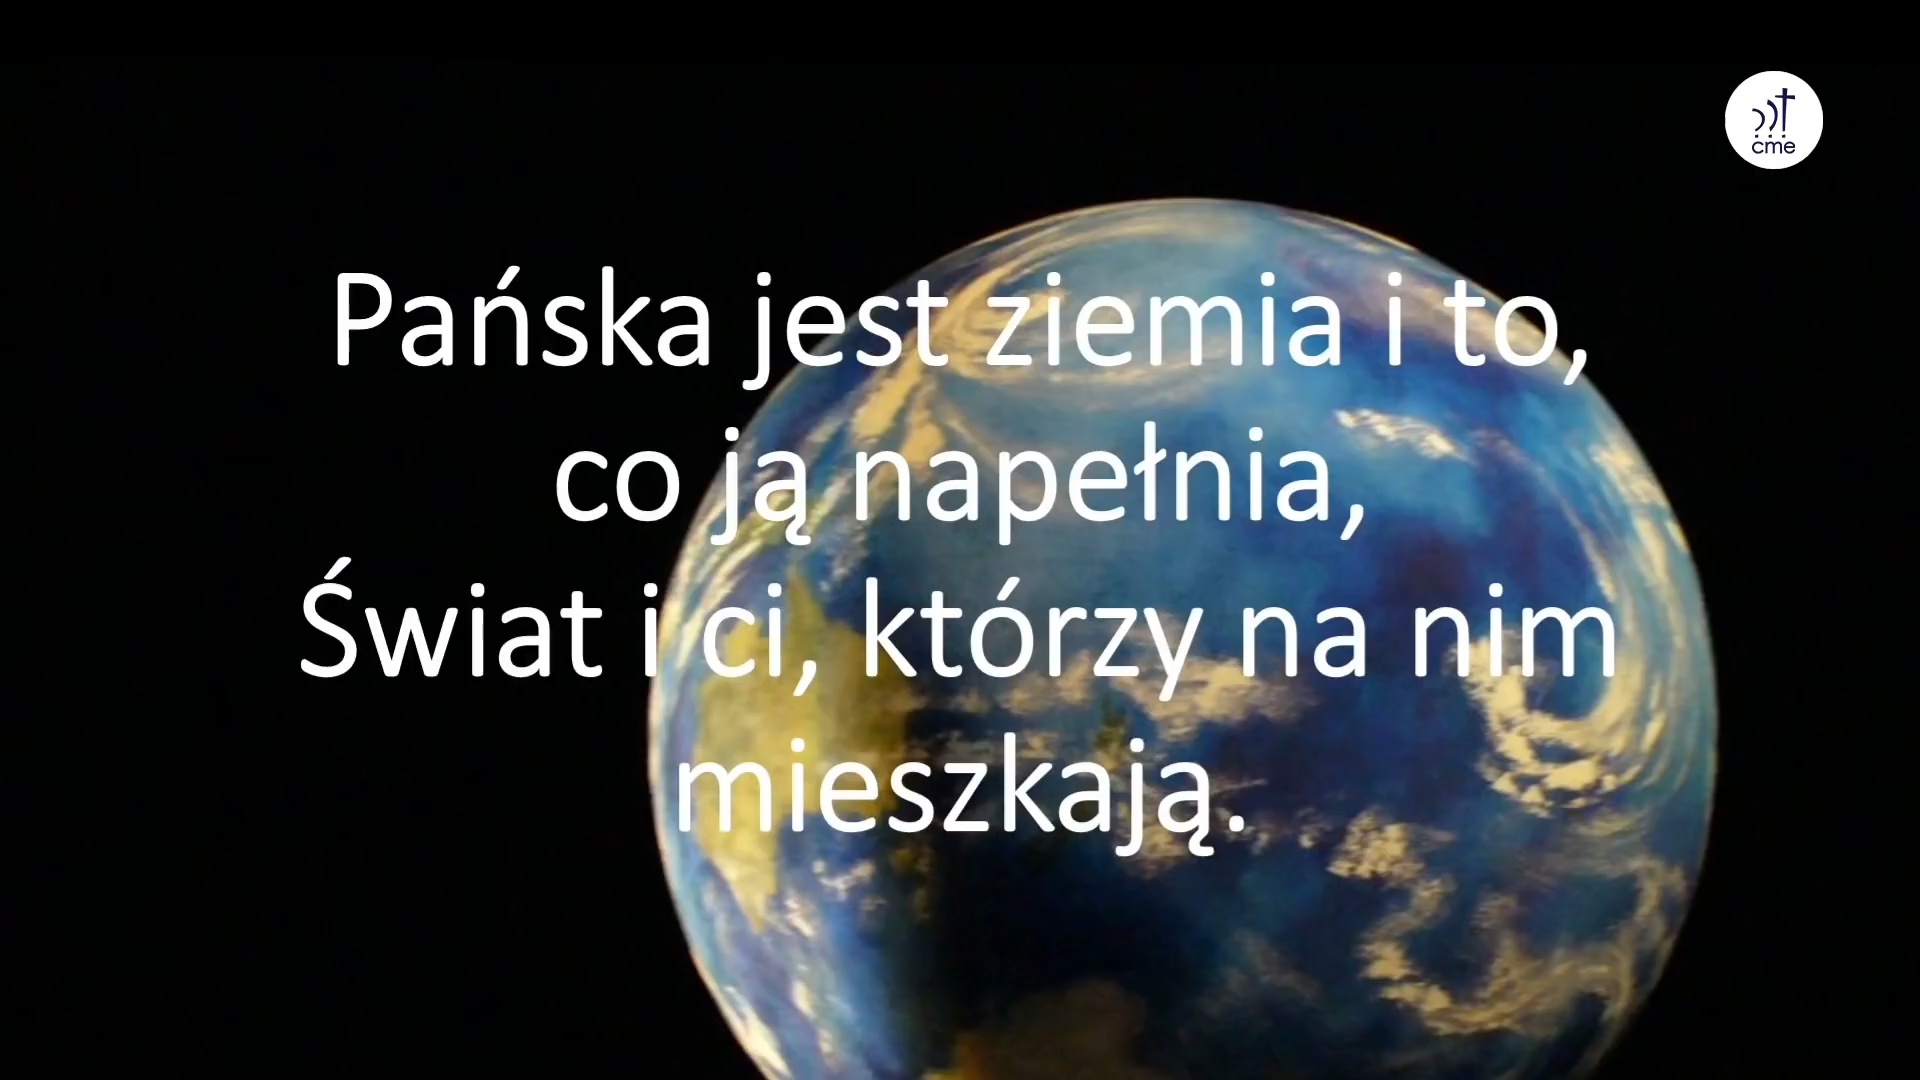 cme
Pańska jest ziemia i to,
co ją napełnia,
Świat i ci, którzy na nim
mieszkają.